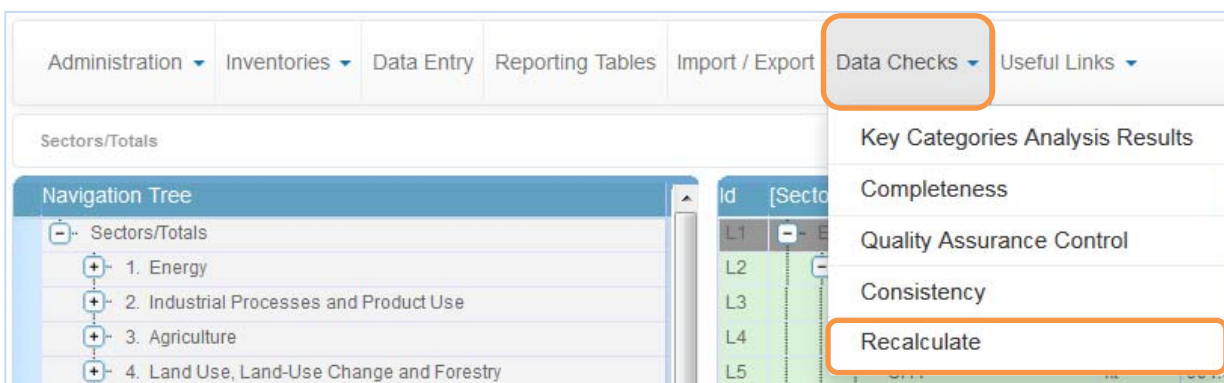 Administration Inventories Data Entry Reporting Tables Import / Export Data Checks Useful Links
Sectors/Totals
Key Categories Analysis Results
Completeness
Quality Assurance Control
Consistency
Recalculate
Navigation Tree
Sectors/Totals
1. Energy
2. Industrial Processes and Product Use
3. Agriculture
4. Land Use, Land-Use Change and Forestry
Id [Secto
L1 E
L2
L3
L4
L5